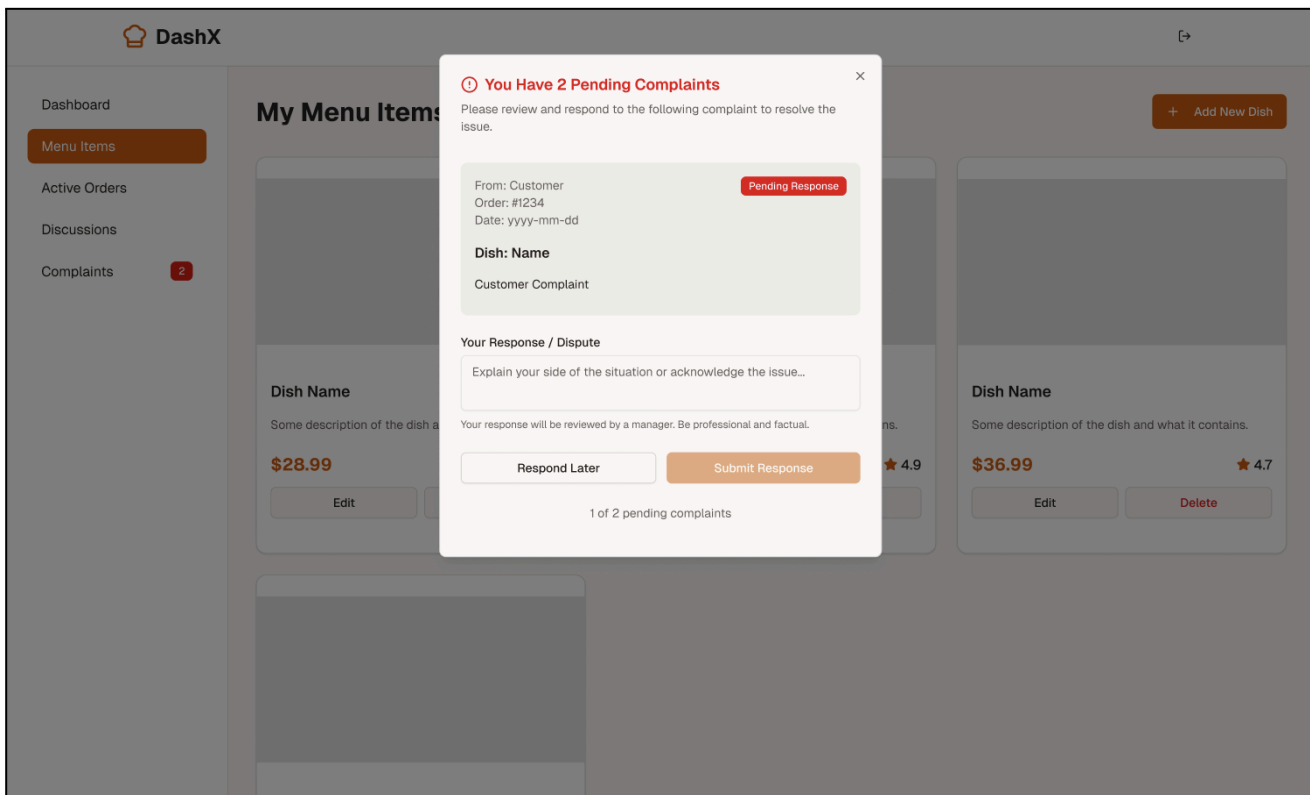 DashX
Dashboard
Menu Items
Active Orders
Discussions
Complaints 2
My Menu Items
+ Add New Dish
You Have 2 Pending Complaints
Please review and respond to the following complaint to resolve the
issue.
From: Customer
Pending Response
Order: #1234
Date: yyyy-mm-dd
Dish: Name
Customer Complaint
Your Response / Dispute
Explain your side of the situation or acknowledge the issue...
Your response will be reviewed by a manager. Be professional and factual.
Respond Later
Submit Response
1 of 2 pending complaints
Dish Name
Some description of the dish a
$28.99
Edit
ns.
4.9
Dish Name
Some description of the dish and what it contains.
$36.99
4.7
Edit
Delete